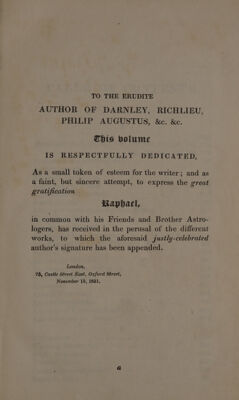 TO THE ERUDITE
AUTHOR OF DARNLEY, RICHLIEU,
PHILIP AUGUSTUS, &c. &c.
This volume
IS RESPECTFULLY DEDICATED,
As a small token of esteem for the writer; and as
a faint, but sincere attempt, to express the great
gratification
Raphael,
in common with his Friends and Brother Astro-
logers, has received in the perusal of the different
works, to which the aforesaid justly-celebrated
author's signature has been appended.
London.
75, Castle Street East, Oxford Street,
November 15, 1831.
a